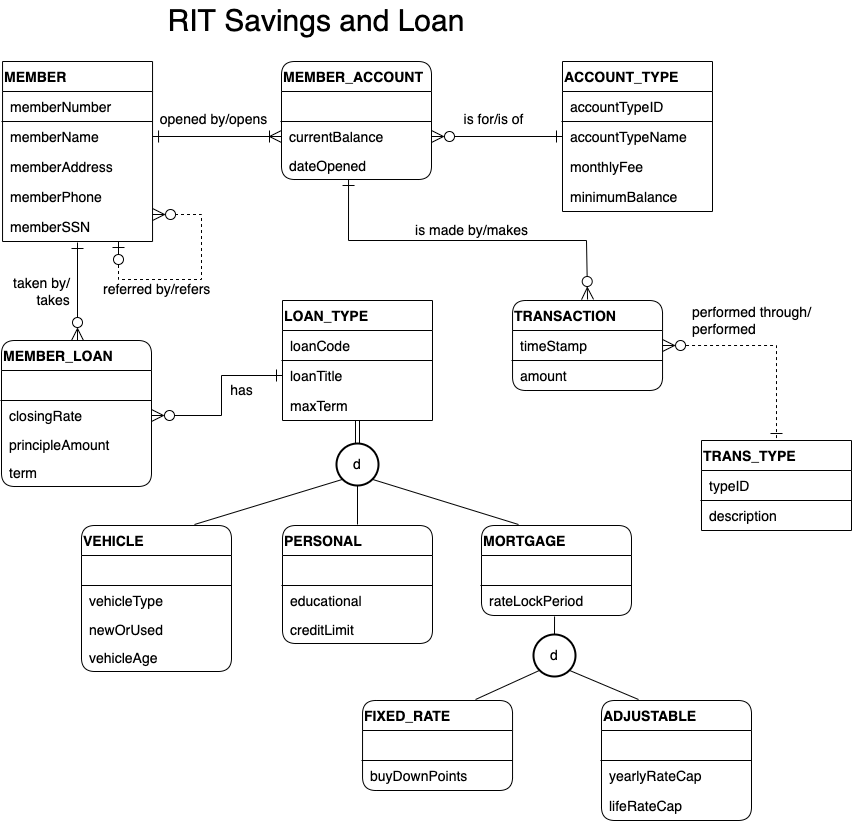 RIT Savings and Loan
MEMBER
memberNumber
memberName
memberAddress
memberPhone
memberSSN
opened by/opens
MEMBER_ACCOUNT
currentBalance
dateOpened
is for/is of
ACCOUNT_TYPE
accountTypeID
accountTypeName
monthlyFee
minimumBalance
is made by/makes
referred by/refers
taken by/
takes
MEMBER_LOAN
closingRate
principleAmount
term
has
LOAN_TYPE
loanCode
loanTitle
maxTerm
TRANSACTION
timeStamp
amount
performed through/
performed
TRANS_TYPE
typeID
description
d
VEHICLE
vehicleType
newOrUsed
vehicleAge
PERSONAL
educational
creditLimit
MORTGAGE
rateLockPeriod
d
FIXED_RATE
buyDownPoints
ADJUSTABLE
yearlyRateCap
lifeRateCap